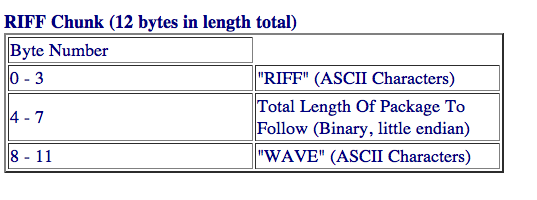 RIFF Chunk (12 bytes in length total)
Byte Number
0 - 3
"RIFF" (ASCII Characters)
4 - 7
Total Length Of Package To
Follow (Binary, little endian)
8 - 11
"WAVE" (ASCII Characters)